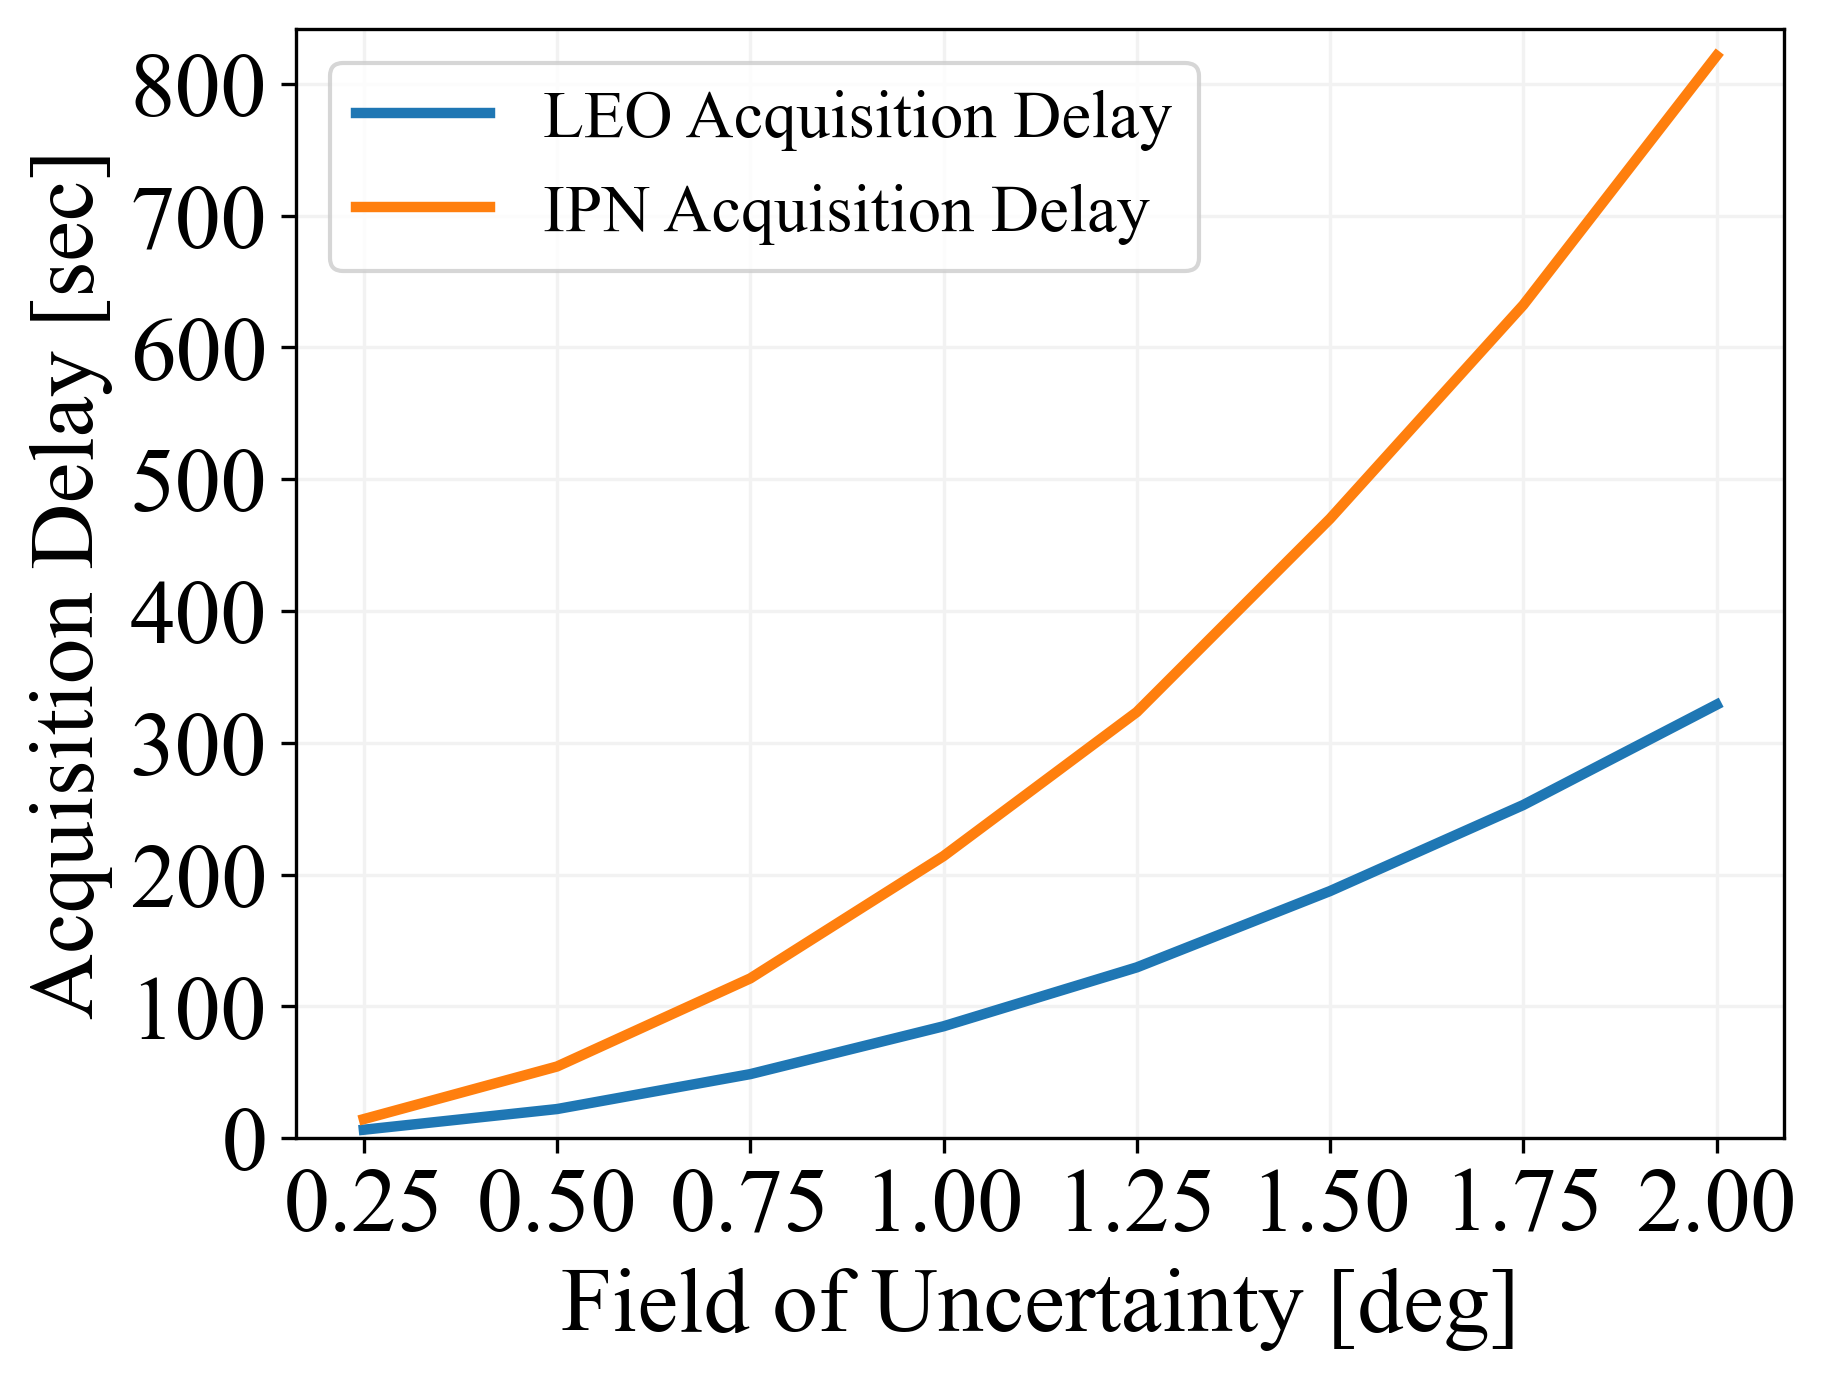 Acquisition Delay [sec]
800
700
600
500
400
300
200
100
0
LEO Acquisition Delay
IPN Acquisition Delay
0.25 0.50 0.75 1.00 1.25 1.50 1.75 2.00
Field of Uncertainty [deg]